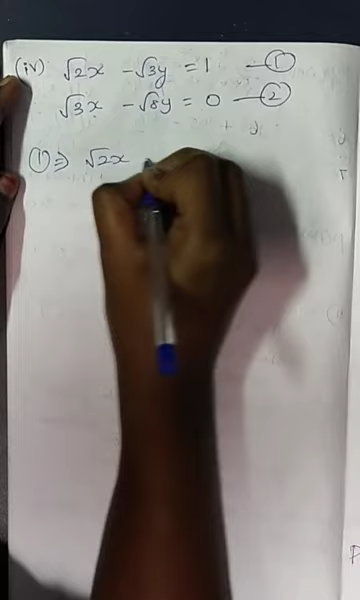 (iv) √2x - √3y = 1 —①
√3x - √8y = 0 —②
①⇒ √2x